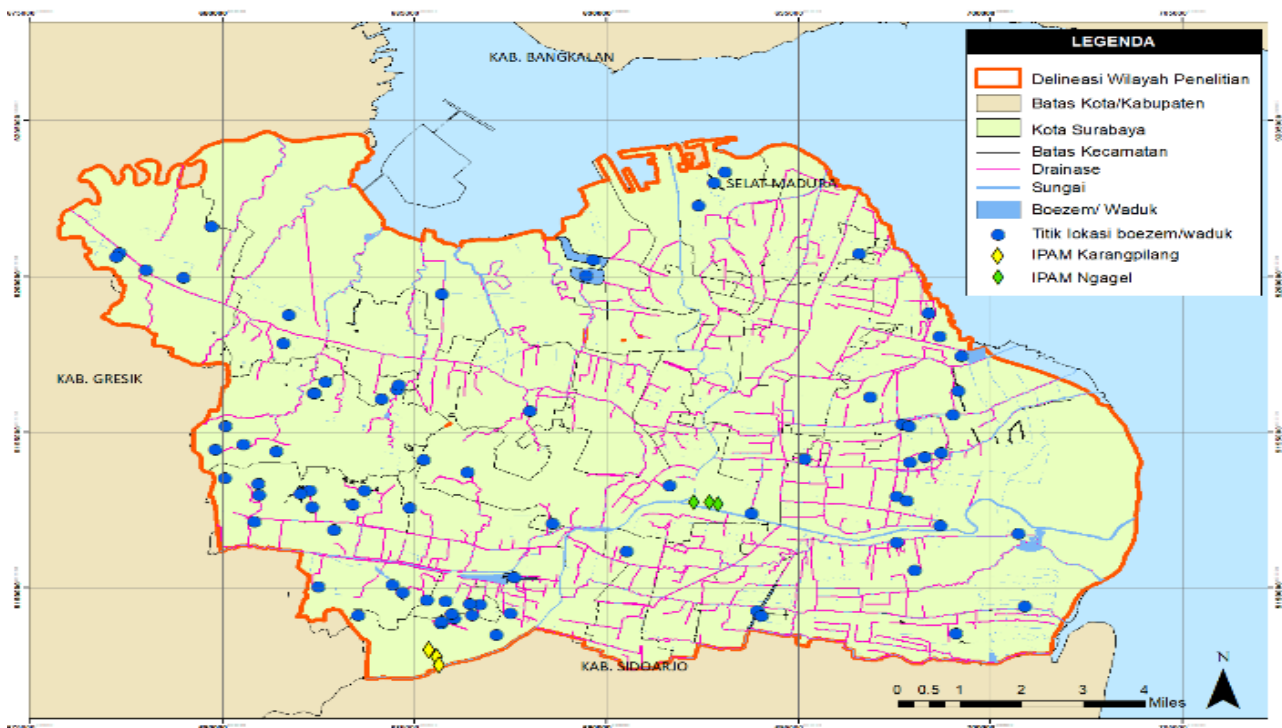 KAB. BANGKALAN
LEGENDA
Delineasi Wilayah Penelitian
Batas Kota/Kabupaten
Kota Surabaya
Batas Kecamatan
Drainase
Sungai
Boezem/ Waduk
Titik lokasi boezem/waduk
IPAM Karangpilang
IPAM Ngagel
SELAT MADURA
KAB. GRESIK
KAB. SIDOARJO
N
0 0.5 1 2 3 4
Miles